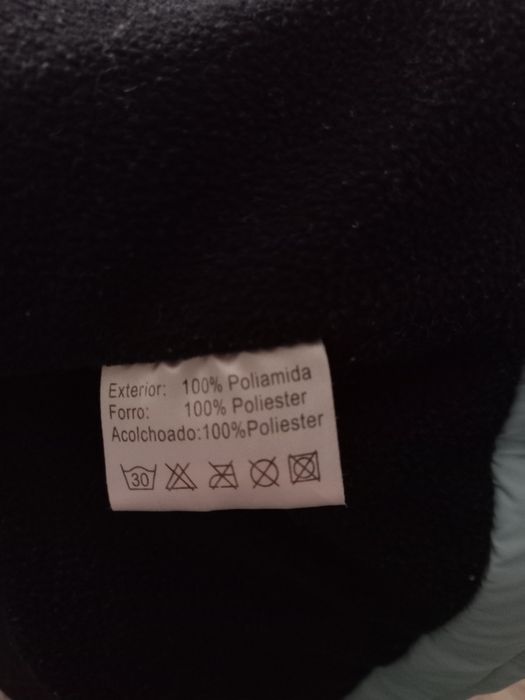 Exterior: 100% Poliamida
Forro: 100% Poliester
Acolchoado:100%Poliester
30